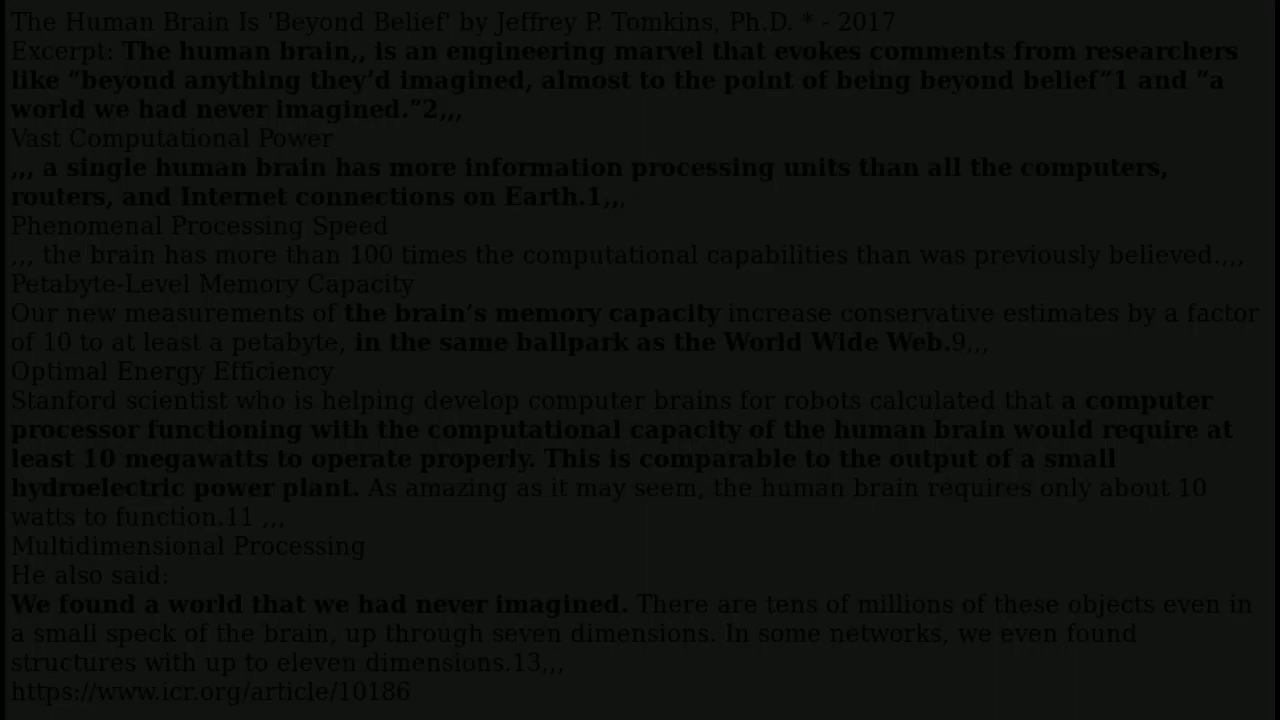 The Human Brain Is 'Beyond Belief' by Jeffrey P. Tomkins, Ph.D. * - 2017
Excerpt: The human brain,, is an engineering marvel that evokes comments from researchers
like “beyond anything they’d imagined, almost to the point of being beyond belief”1 and “a
world we had never imagined.”2,,,
Vast Computational Power
,,, a single human brain has more information processing units than all the computers,
routers, and Internet connections on Earth.1,,,
Phenomenal Processing Speed
,,, the brain has more than 100 times the computational capabilities than was previously believed.,,,
Petabyte-Level Memory Capacity
Our new measurements of the brain’s memory capacity increase conservative estimates by a factor
of 10 to at least a petabyte, in the same ballpark as the World Wide Web.9,,,
Optimal Energy Efficiency
Stanford scientist who is helping develop computer brains for robots calculated that a computer
processor functioning with the computational capacity of the human brain would require at
least 10 megawatts to operate properly. This is comparable to the output of a small
hydroelectric power plant. As amazing as it may seem, the human brain requires only about 10
watts to function.11 ,,,
Multidimensional Processing
He also said:
We found a world that we had never imagined. There are tens of millions of these objects even in
a small speck of the brain, up through seven dimensions. In some networks, we even found
structures with up to eleven dimensions.13,,,
https://www.icr.org/article/10186